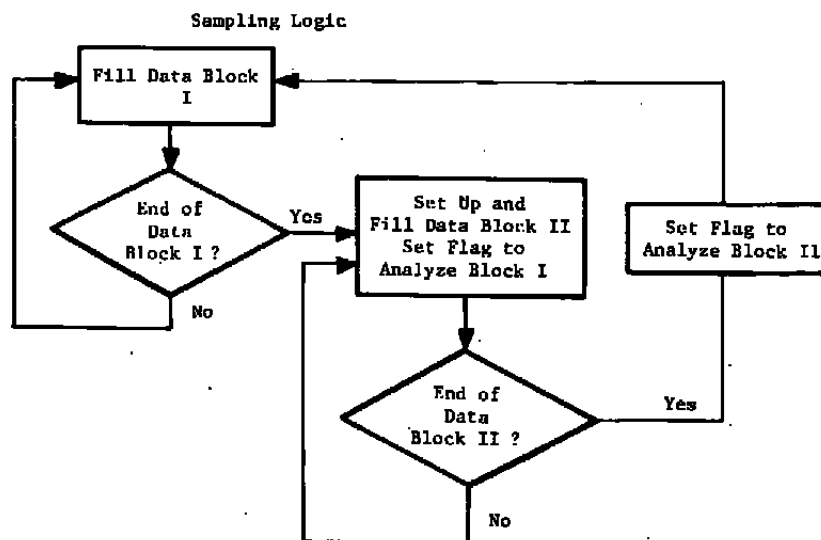 Sampling Logic
Fill Data Block
I
End of
Data
Block I ?
Yes
No
Set Up and
Fill Data Block II
Set Flag to
Analyze Block I
End of
Data
Block II ?
Yes
No
Set Flag to
Analyze Block II